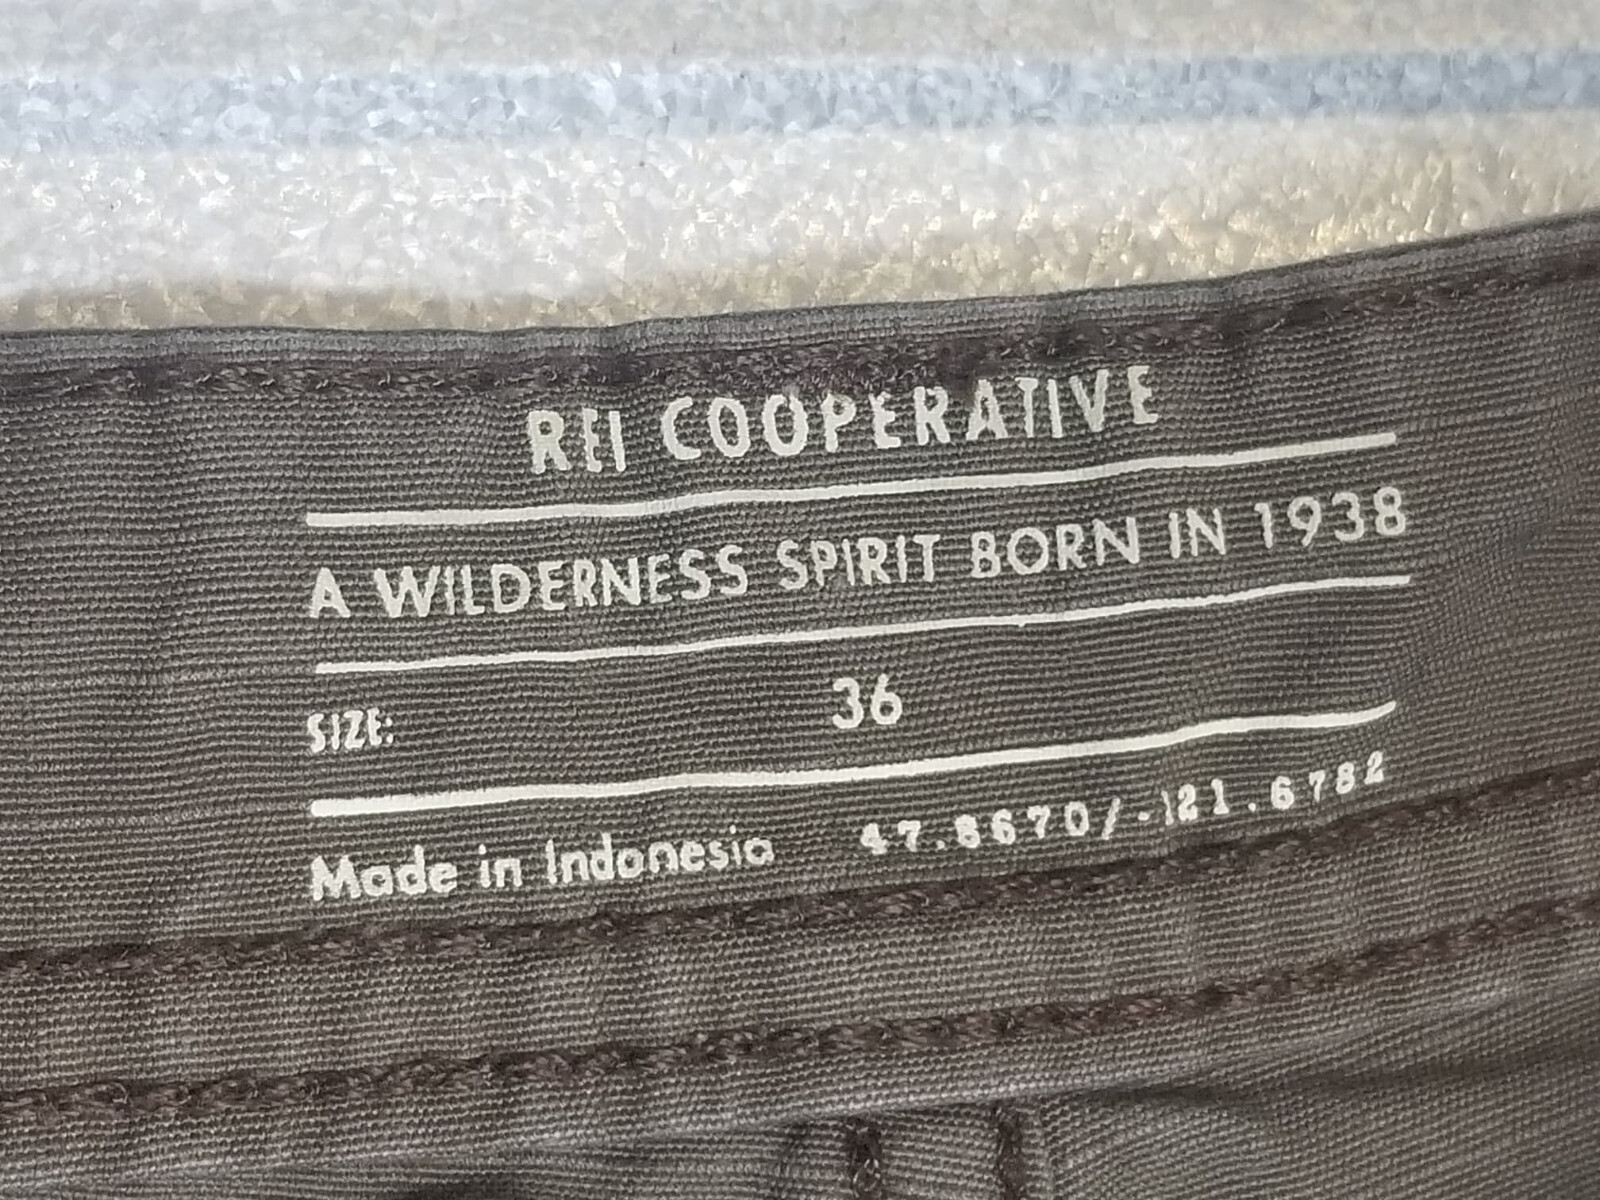 REI COOPERATIVE
A WILDERNESS SPIRIT BORN IN 1938
SIZE: 36
Made in Indonesia 47.8670/-121.6782